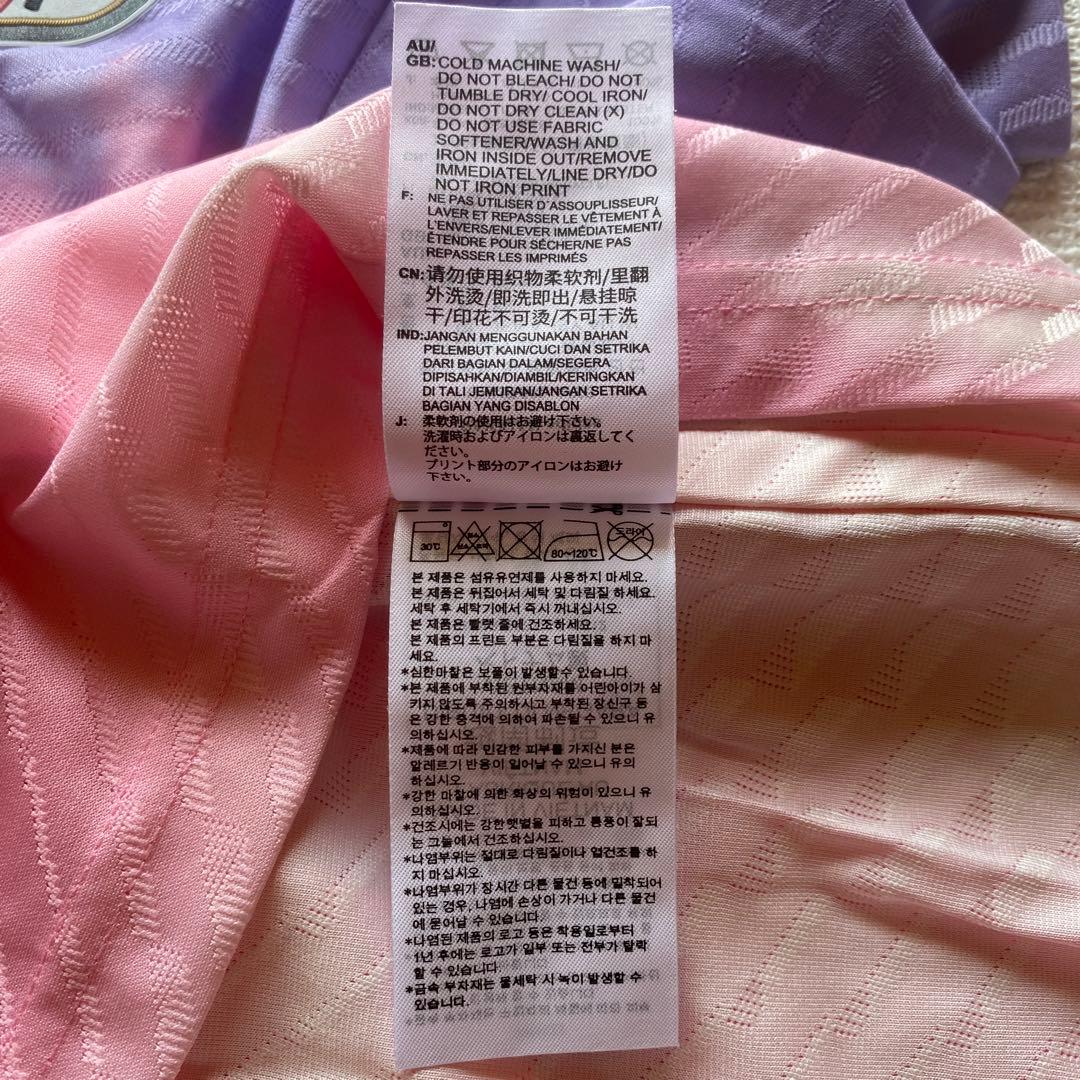 AU/
GB: COLD MACHINE WASH/
DO NOT BLEACH/ DO NOT
TUMBLE DRY/ COOL IRON/
DO NOT DRY CLEAN (X)
DO NOT USE FABRIC
SOFTENER/WASH AND
IRON INSIDE OUT/REMOVE
IMMEDIATELY/LINE DRY/DO
NOT IRON PRINT
F: NE PAS UTILISER D'ASSOUPLISSEUR/
LAVER ET REPASSER LE VÊTEMENT À
L'ENVERS/ENLEVER IMMÉDIATEMENT/
ÉTENDRE POUR SÉCHER/NE PAS
REPASSER LES IMPRIMÉS
CN: 请勿使用织物柔软剂/里翻
外洗烫/即洗即出/悬挂晾
干/印花不可烫/不可干洗
IND: JANGAN MENGGUNAKAN BAHAN
PELEMBUT KAIN/CUCI DAN SETRIKA
DARI BAGIAN DALAM/SEGERA
DIPISAHKAN/DIAMBIL/KERINGKAN
DI TALI JEMURAN/JANGAN SETRIKA
BAGIAN YANG DISABLON
J: 柔軟剤の使用はお避け下さい。
洗濯時およびアイロンは裏返してく
ださい。
プリント部分のアイロンはお避け
下さい。
30℃ 80~120℃ 드라이
본 제품은 섬유유연제를 사용하지 마세요.
본 제품은 뒤집어서 세탁 및 다림질 하세요.
세탁 후 세탁기에서 즉시 꺼내십시오.
본 제품은 빨랫 줄에 건조하세요.
본 제품의 프린트 부분은 다림질을 하지 마
세요.
*심한마찰은 보풀이 발생할수 있습니다.
*본 제품에 부착된 원부자재를 어린아이가 삼
키지 않도록 주의하시고 부착된 장신구 등
은 강한 충격에 의하여 파손될 수 있으니 유
의하십시오.
*제품에 따라 민감한 피부를 가지신 분은
알레르기 반응이 일어날 수 있으니 유의
하십시오.
*강한 마찰에 의한 화상의 위험이 있으니 유
의하십시오.
*건조시에는 강한햇볕을 피하고 통풍이 잘되
는 그늘에서 건조하십시오.
*나염부위는 절대로 다림질이나 열건조를 하
지 마십시오.
*나염부위가 장시간 다른 물건 등에 밀착되어
있는 경우, 나염에 손상이 가거나 다른 물건
에 묻어날 수 있습니다.
*나염된 제품의 로고 등은 착용일로부터
1년 후에는 로고가 일부 또는 전부가 탈락
할 수 있습니다.
*금속 부자재는 물세탁 시 녹이 발생할 수
있습니다.